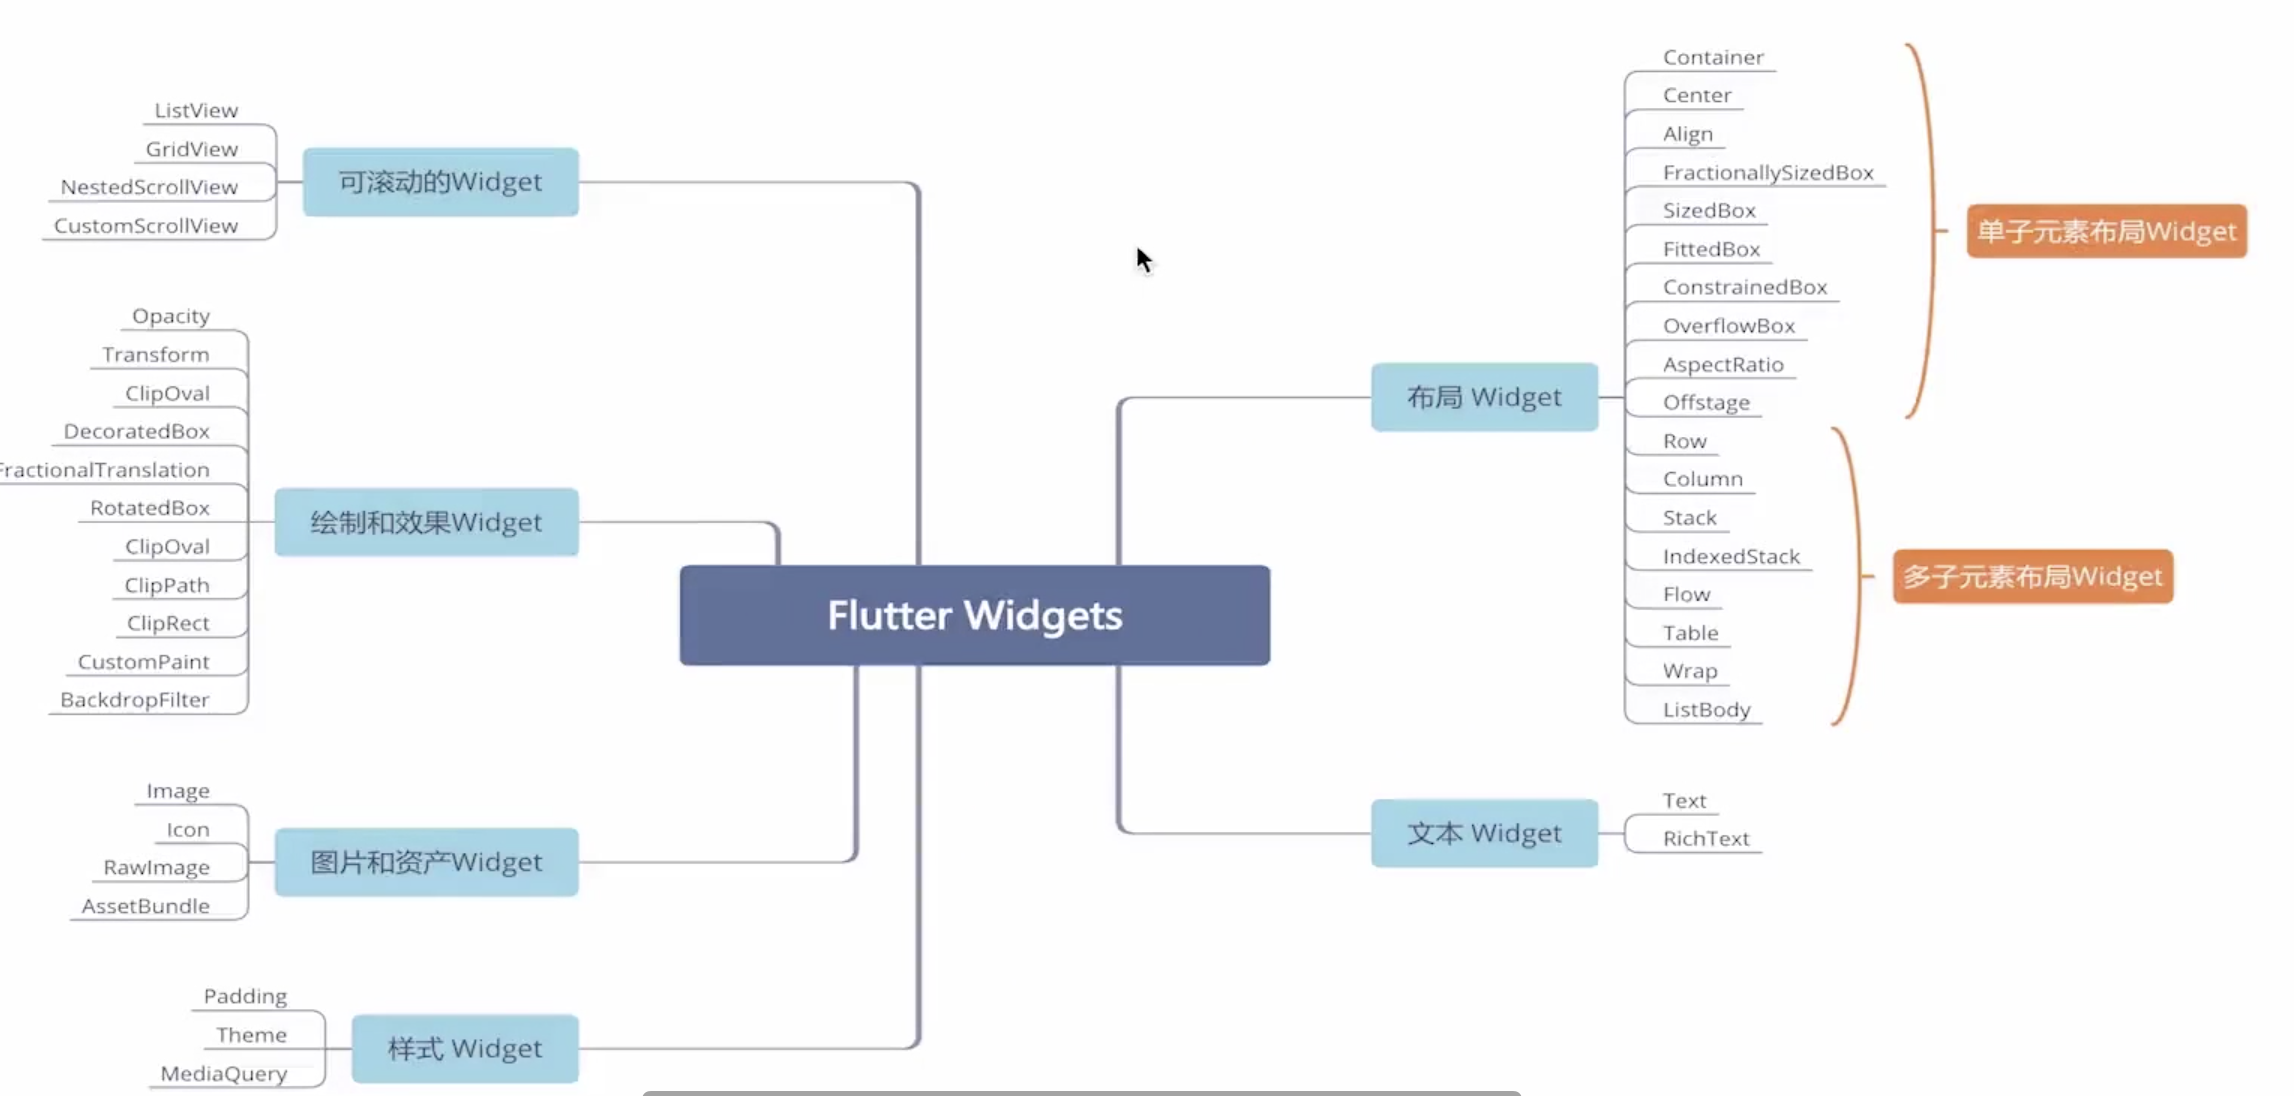 ListView
GridView
NestedScrollView
CustomScrollView
可滚动的Widget
Opacity
Transform
ClipOval
DecoratedBox
FractionalTranslation
RotatedBox
ClipOval
ClipPath
ClipRect
CustomPaint
BackdropFilter
绘制和效果Widget
Image
Icon
RawImage
AssetBundle
图片和资产Widget
Padding
Theme
MediaQuery
样式 Widget
Flutter Widgets
布局 Widget
Container
Center
Align
FractionallySizedBox
SizedBox
FittedBox
ConstrainedBox
OverflowBox
AspectRatio
Offstage
单子元素布局Widget
Row
Column
Stack
IndexedStack
Flow
Table
Wrap
ListBody
多子元素布局Widget
文本 Widget
Text
RichText